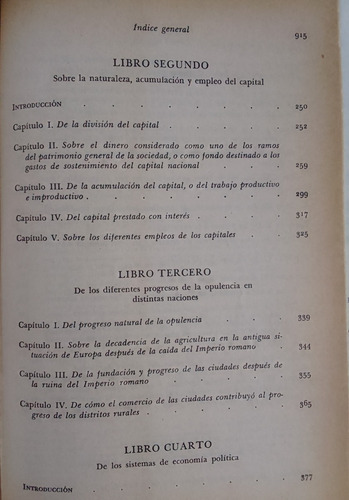 Indice general
915
LIBRO SEGUNDO
Sobre la naturaleza, acumulación y empleo del capital
INTRODUCCIÓN . . . . . . . 250
Capítulo I. De la división del capital . . . . . 252
Capítulo II. Sobre el dinero considerado como uno de los ramos
del patrimonio general de la sociedad, o como fondo destinado a los
gastos de sostenimiento del capital nacional . . . 259
Capítulo III. De la acumulación del capital, o del trabajo productivo
e improductivo . . . . . . . 299
Capítulo IV. Del capital prestado con interés . . . . 317
Capítulo V. Sobre los diferentes empleos de los capitales . . 325
LIBRO TERCERO
De los diferentes progresos de la opulencia en
distintas naciones
Capítulo I. Del progreso natural de la opulencia . . . 339
Capítulo II. Sobre la decadencia de la agricultura en la antigua si-
tuación de Europa después de la caída del Imperio romano . 344
Capítulo III. De la fundación y progreso de las ciudades después de
la ruina del Imperio romano . . . . . 355
Capítulo IV. De cómo el comercio de las ciudades contribuyó al pro-
greso de los distritos rurales . . . . . 365
LIBRO CUARTO
De los sistemas de economía política
INTRODUCCIÓN . . . . . . . 377